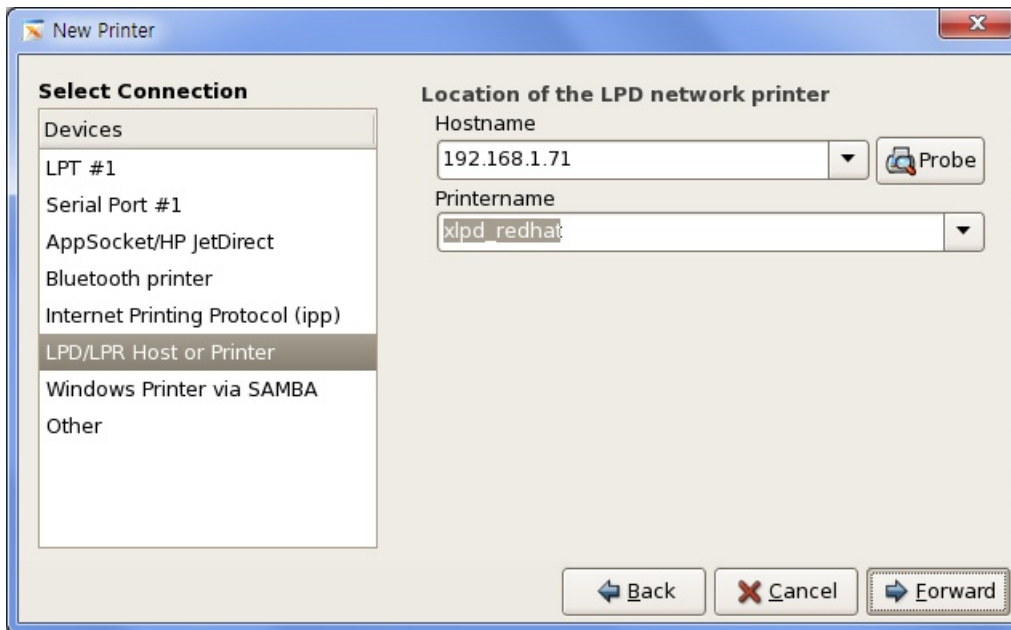 New Printer
Select Connection
Devices
LPT #1
Serial Port #1
AppSocket/HP JetDirect
Bluetooth printer
Internet Printing Protocol (ipp)
LPD/LPR Host or Printer
Windows Printer via SAMBA
Other
Location of the LPD network printer
Hostname
192.168.1.71
Probe
Printername
xlpd_redhat
Back
Cancel
Forward